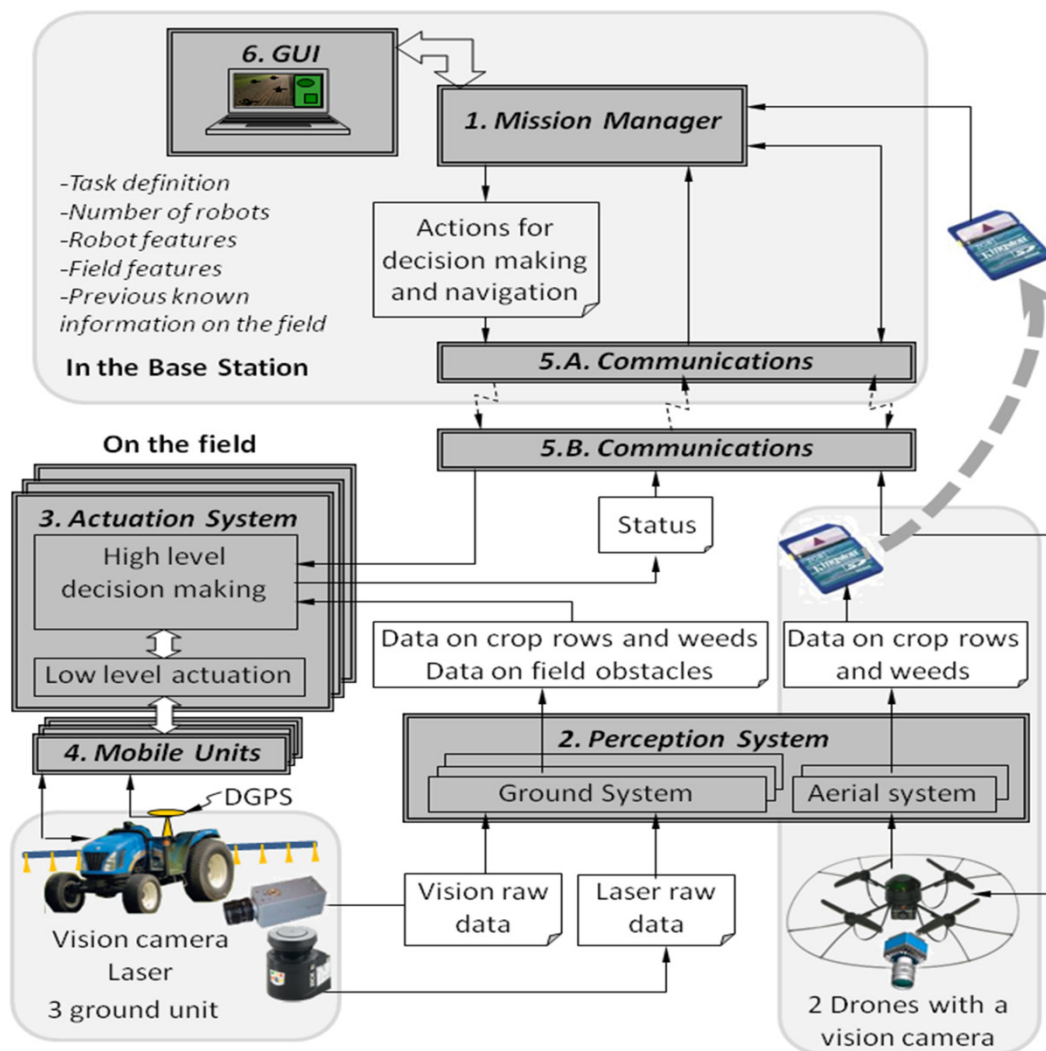 6. GUI
1. Mission Manager
-Task definition
-Number of robots
-Robot features
-Field features
-Previous known
information on the field
In the Base Station
Actions for
decision making
and navigation
5.A. Communications
5.B. Communications
On the field
3. Actuation System
High level
decision making
Low level actuation
4. Mobile Units
Status
Kingston
Kingston
Data on crop rows and weeds
Data on field obstacles
Data on crop rows
and weeds
2. Perception System
Ground System
Aerial system
DGPS
Vision camera
Laser
3 ground unit
Vision raw
data
Laser raw
data
2 Drones with a
vision camera